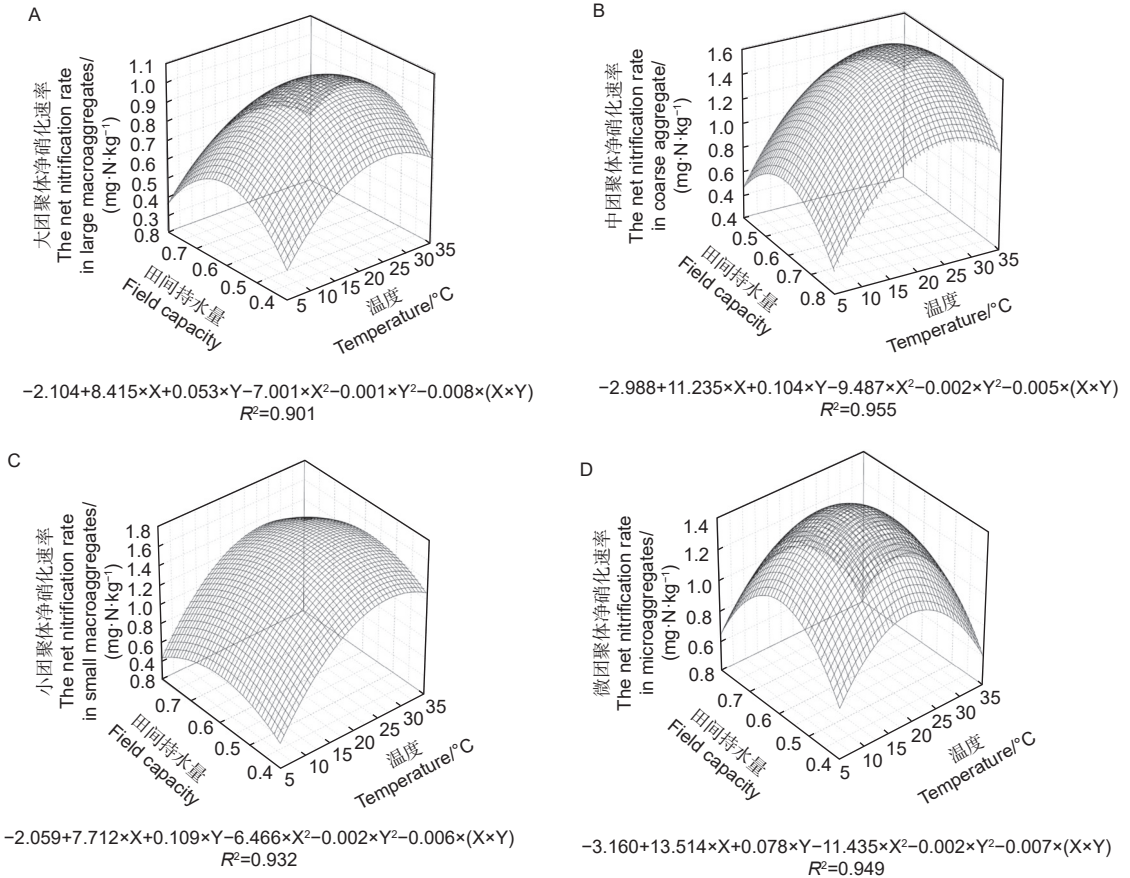 A
大团聚体净硝化速率
The net nitrification rate
in large macroaggregates/
(mg·N·kg⁻¹)
1.1
1.0
0.9
0.8
0.7
0.6
0.5
0.4
0.3
0.8
0.7
0.6
0.5
0.4
田间持水量
Field capacity
5
10
15
20
25
30
35
温度
Temperature/°C
−2.104+8.415×X+0.053×Y−7.001×X²−0.001×Y²−0.008×(X×Y)
R²=0.901
B
中团聚体净硝化速率
The net nitrification rate
in coarse aggregate/
(mg·N·kg⁻¹)
1.6
1.4
1.2
1.0
0.8
0.6
0.4
0.5
0.6
0.7
0.8
田间持水量
Field capacity
5
10
15
20
25
30
35
温度
Temperature/°C
−2.988+11.235×X+0.104×Y−9.487×X²−0.002×Y²−0.005×(X×Y)
R²=0.955
C
小团聚体净硝化速率
The net nitrification rate
in small macroaggregates/
(mg·N·kg⁻¹)
1.8
1.6
1.4
1.2
1.0
0.8
0.6
0.4
0.8
0.7
0.6
0.5
0.4
田间持水量
Field capacity
5
10
15
20
25
30
35
温度
Temperature/°C
−2.059+7.712×X+0.109×Y−6.466×X²−0.002×Y²−0.006×(X×Y)
R²=0.932
D
微团聚体净硝化速率
The net nitrification rate
in microaggregates/
(mg·N·kg⁻¹)
1.4
1.2
1.0
0.8
0.6
0.8
0.7
0.6
0.5
0.4
田间持水量
Field capacity
5
10
15
20
25
30
35
温度
Temperature/°C
−3.160+13.514×X+0.078×Y−11.435×X²−0.002×Y²−0.007×(X×Y)
R²=0.949